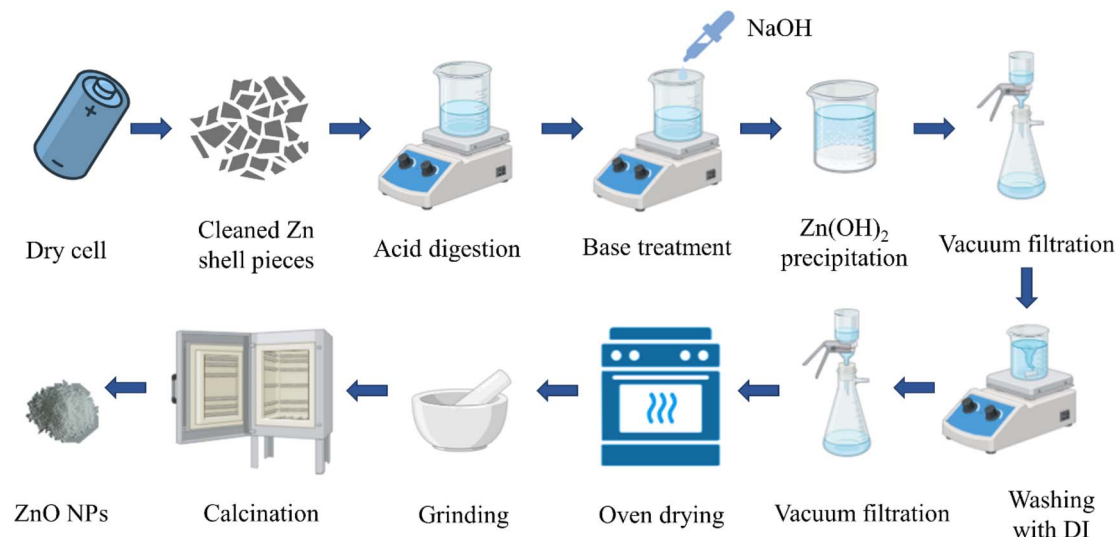 NaOH
Dry cell
Cleaned Zn
shell pieces
Acid digestion
Base treatment
Zn(OH)₂
precipitation
Vacuum filtration
ZnO NPs
Calcination
Grinding
Oven drying
Vacuum filtration
Washing
with DI